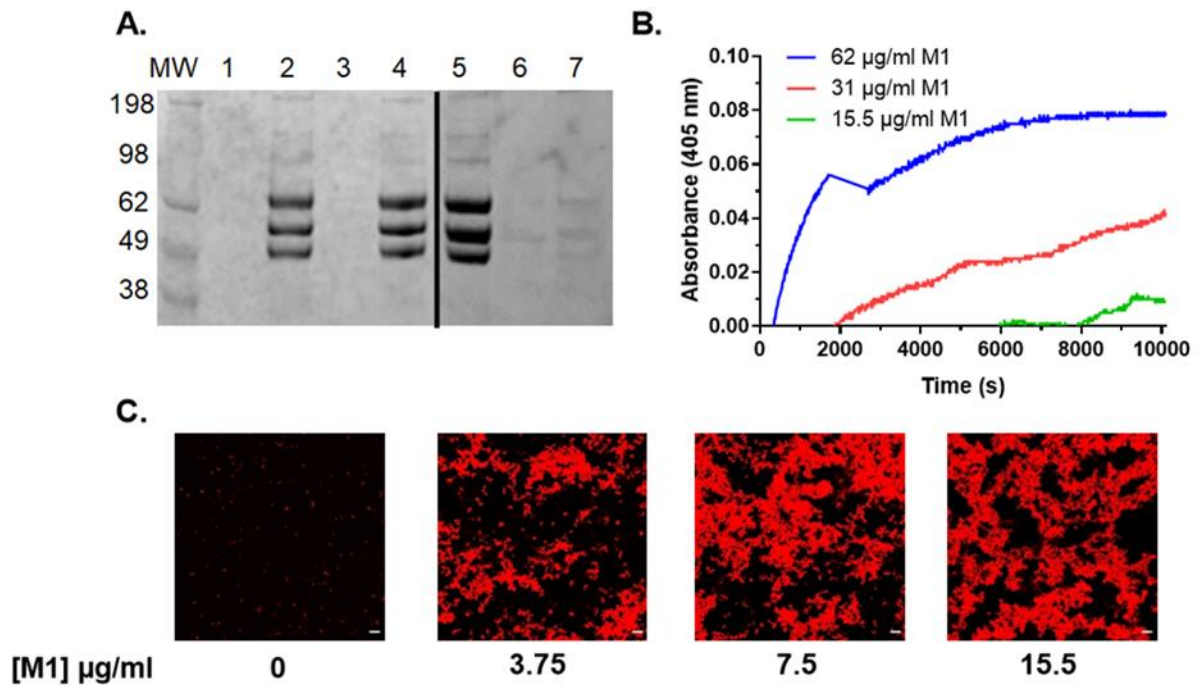 A.
MW 1 2 3 4 5 6 7
198
98
62
49
38
B.
62 µg/ml M1
31 µg/ml M1
15.5 µg/ml M1
Absorbance (405 nm)
0.10
0.08
0.06
0.04
0.02
0.00
0 2000 4000 6000 8000 10000
Time (s)
C.
[M1] µg/ml 0 3.75 7.5 15.5